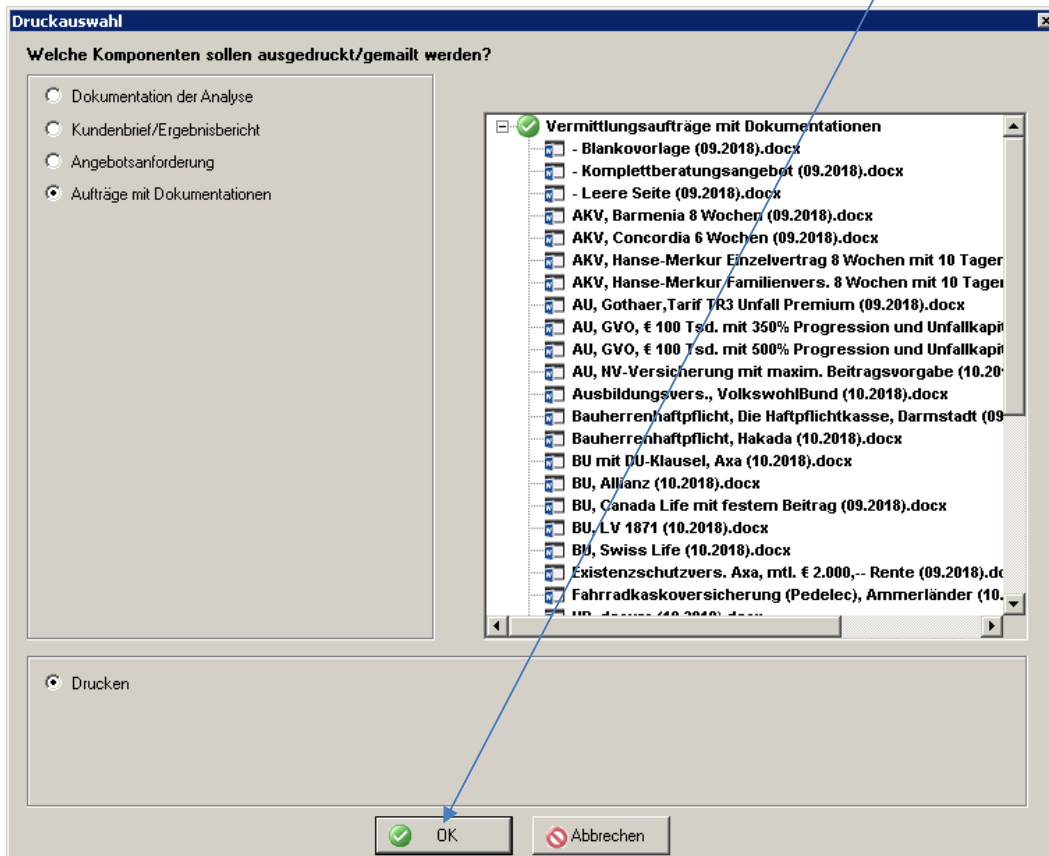 Druckauswahl
Welche Komponenten sollen ausgedruckt/gemailt werden?
Dokumentation der Analyse
Kundenbrief/Ergebnisbericht
Angebotsanforderung
Aufträge mit Dokumentationen
Vermittlungsaufträge mit Dokumentationen
- Blankovorlage (09.2018).docx
- Komplettberatungsangebot (09.2018).docx
- Leere Seite (09.2018).docx
AKV, Barmenia 8 Wochen (09.2018).docx
AKV, Concordia 6 Wochen (09.2018).docx
AKV, Hanse-Merkur Einzelvertrag 8 Wochen mit 10 Tagen
AKV, Hanse-Merkur Familienvers. 8 Wochen mit 10 Tagen
AU, Gothaer,Tarif TR3 Unfall Premium (09.2018).docx
AU, GVO, € 100 Tsd. mit 350% Progression und Unfallkapit
AU, GVO, € 100 Tsd. mit 500% Progression und Unfallkapit
AU, NV-Versicherung mit maxim. Beitragsvorgabe (10.20
Ausbildungsvers., VolkswohlBund (10.2018).docx
Bauherrenhaftpflicht, Die Haftpflichtkasse, Darmstadt (09
Bauherrenhaftpflicht, Hakada (10.2018).docx
BU mit DU-Klausel, Axa (10.2018).docx
BU, Allianz (10.2018).docx
BU, Canada Life mit festem Beitrag (09.2018).docx
BU, LV 1871 (10.2018).docx
BU, Swiss Life (10.2018).docx
Existenzschutzvers. Axa, mtl. € 2.000,-- Rente (09.2018).do
Fahrradkaskoversicherung (Pedelec), Ammerländer (10.
Drucken
OK
Abbrechen